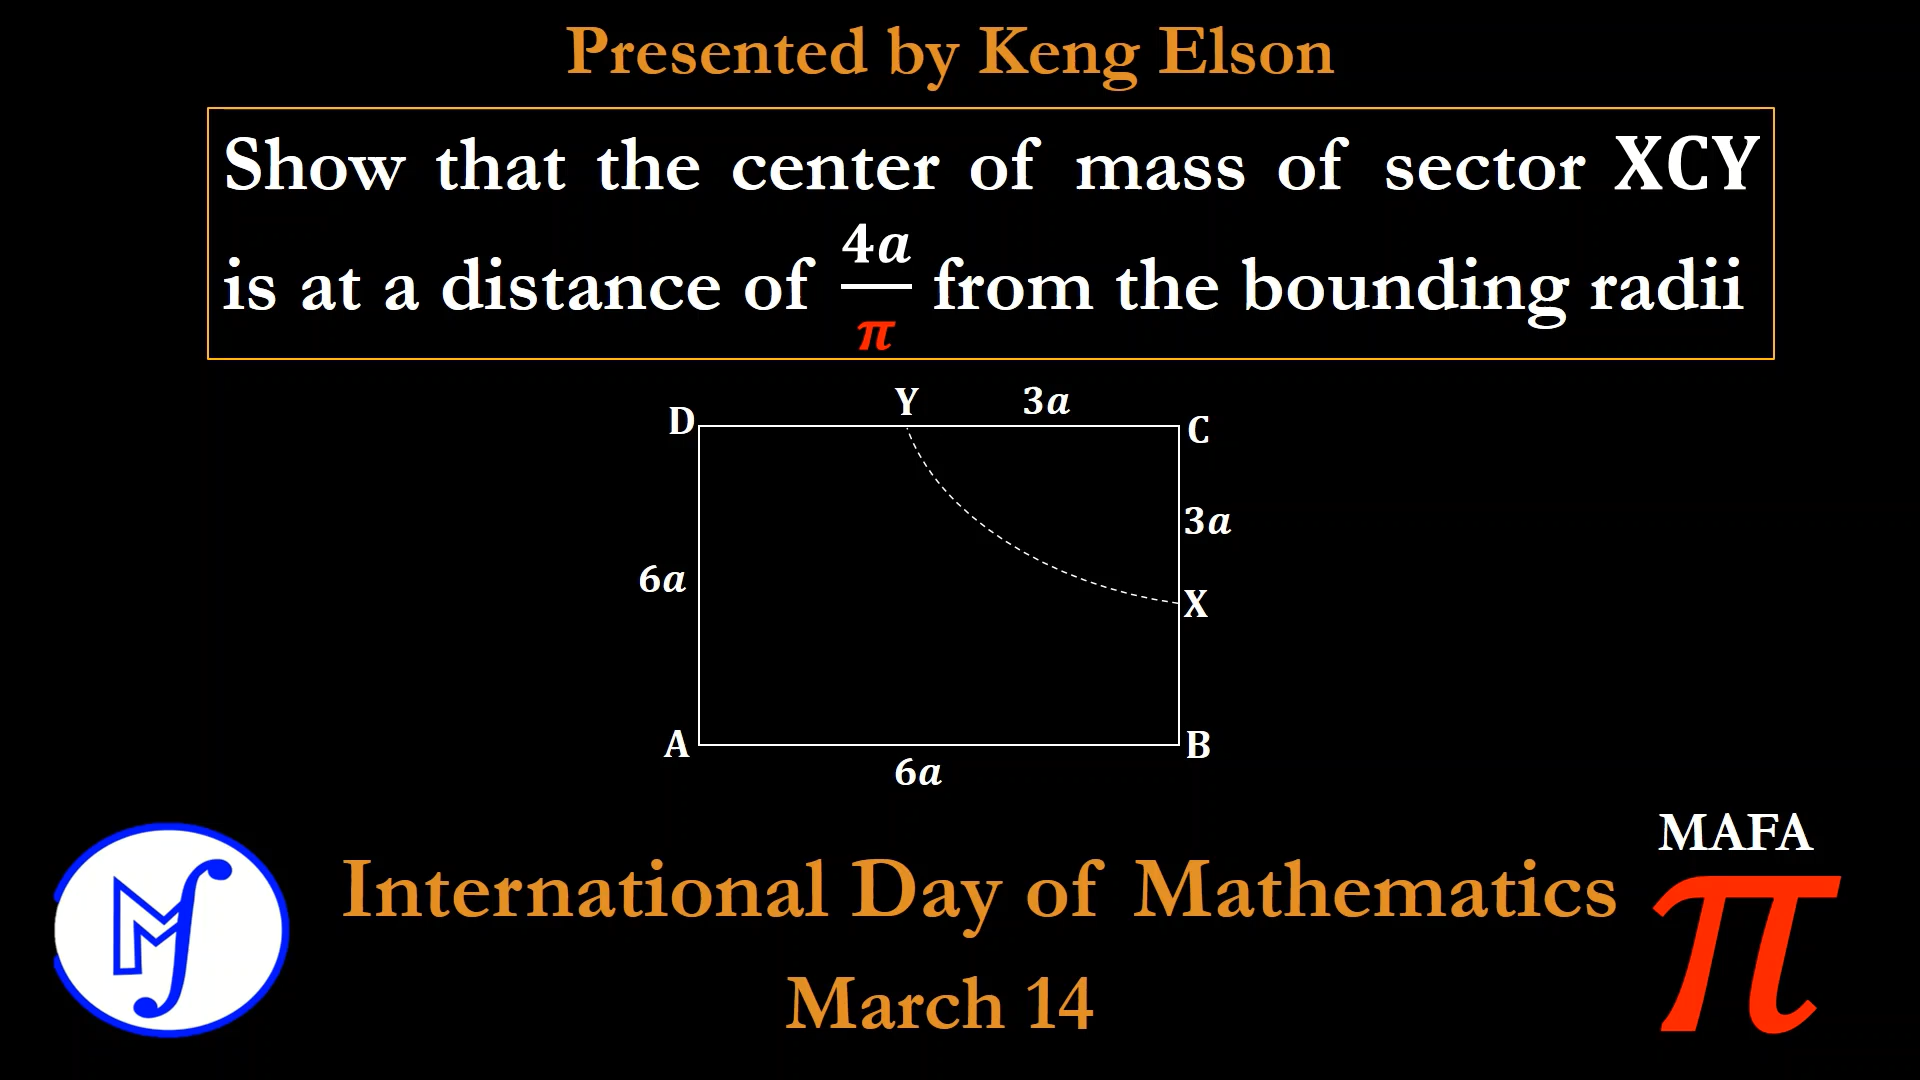 Presented by Keng Elson
Show that the center of mass of sector XCY
is at a distance of 4a/π from the bounding radii
D
Y
3a
C
3a
6a
X
A
B
6a
MAFA
π
International Day of Mathematics
March 14